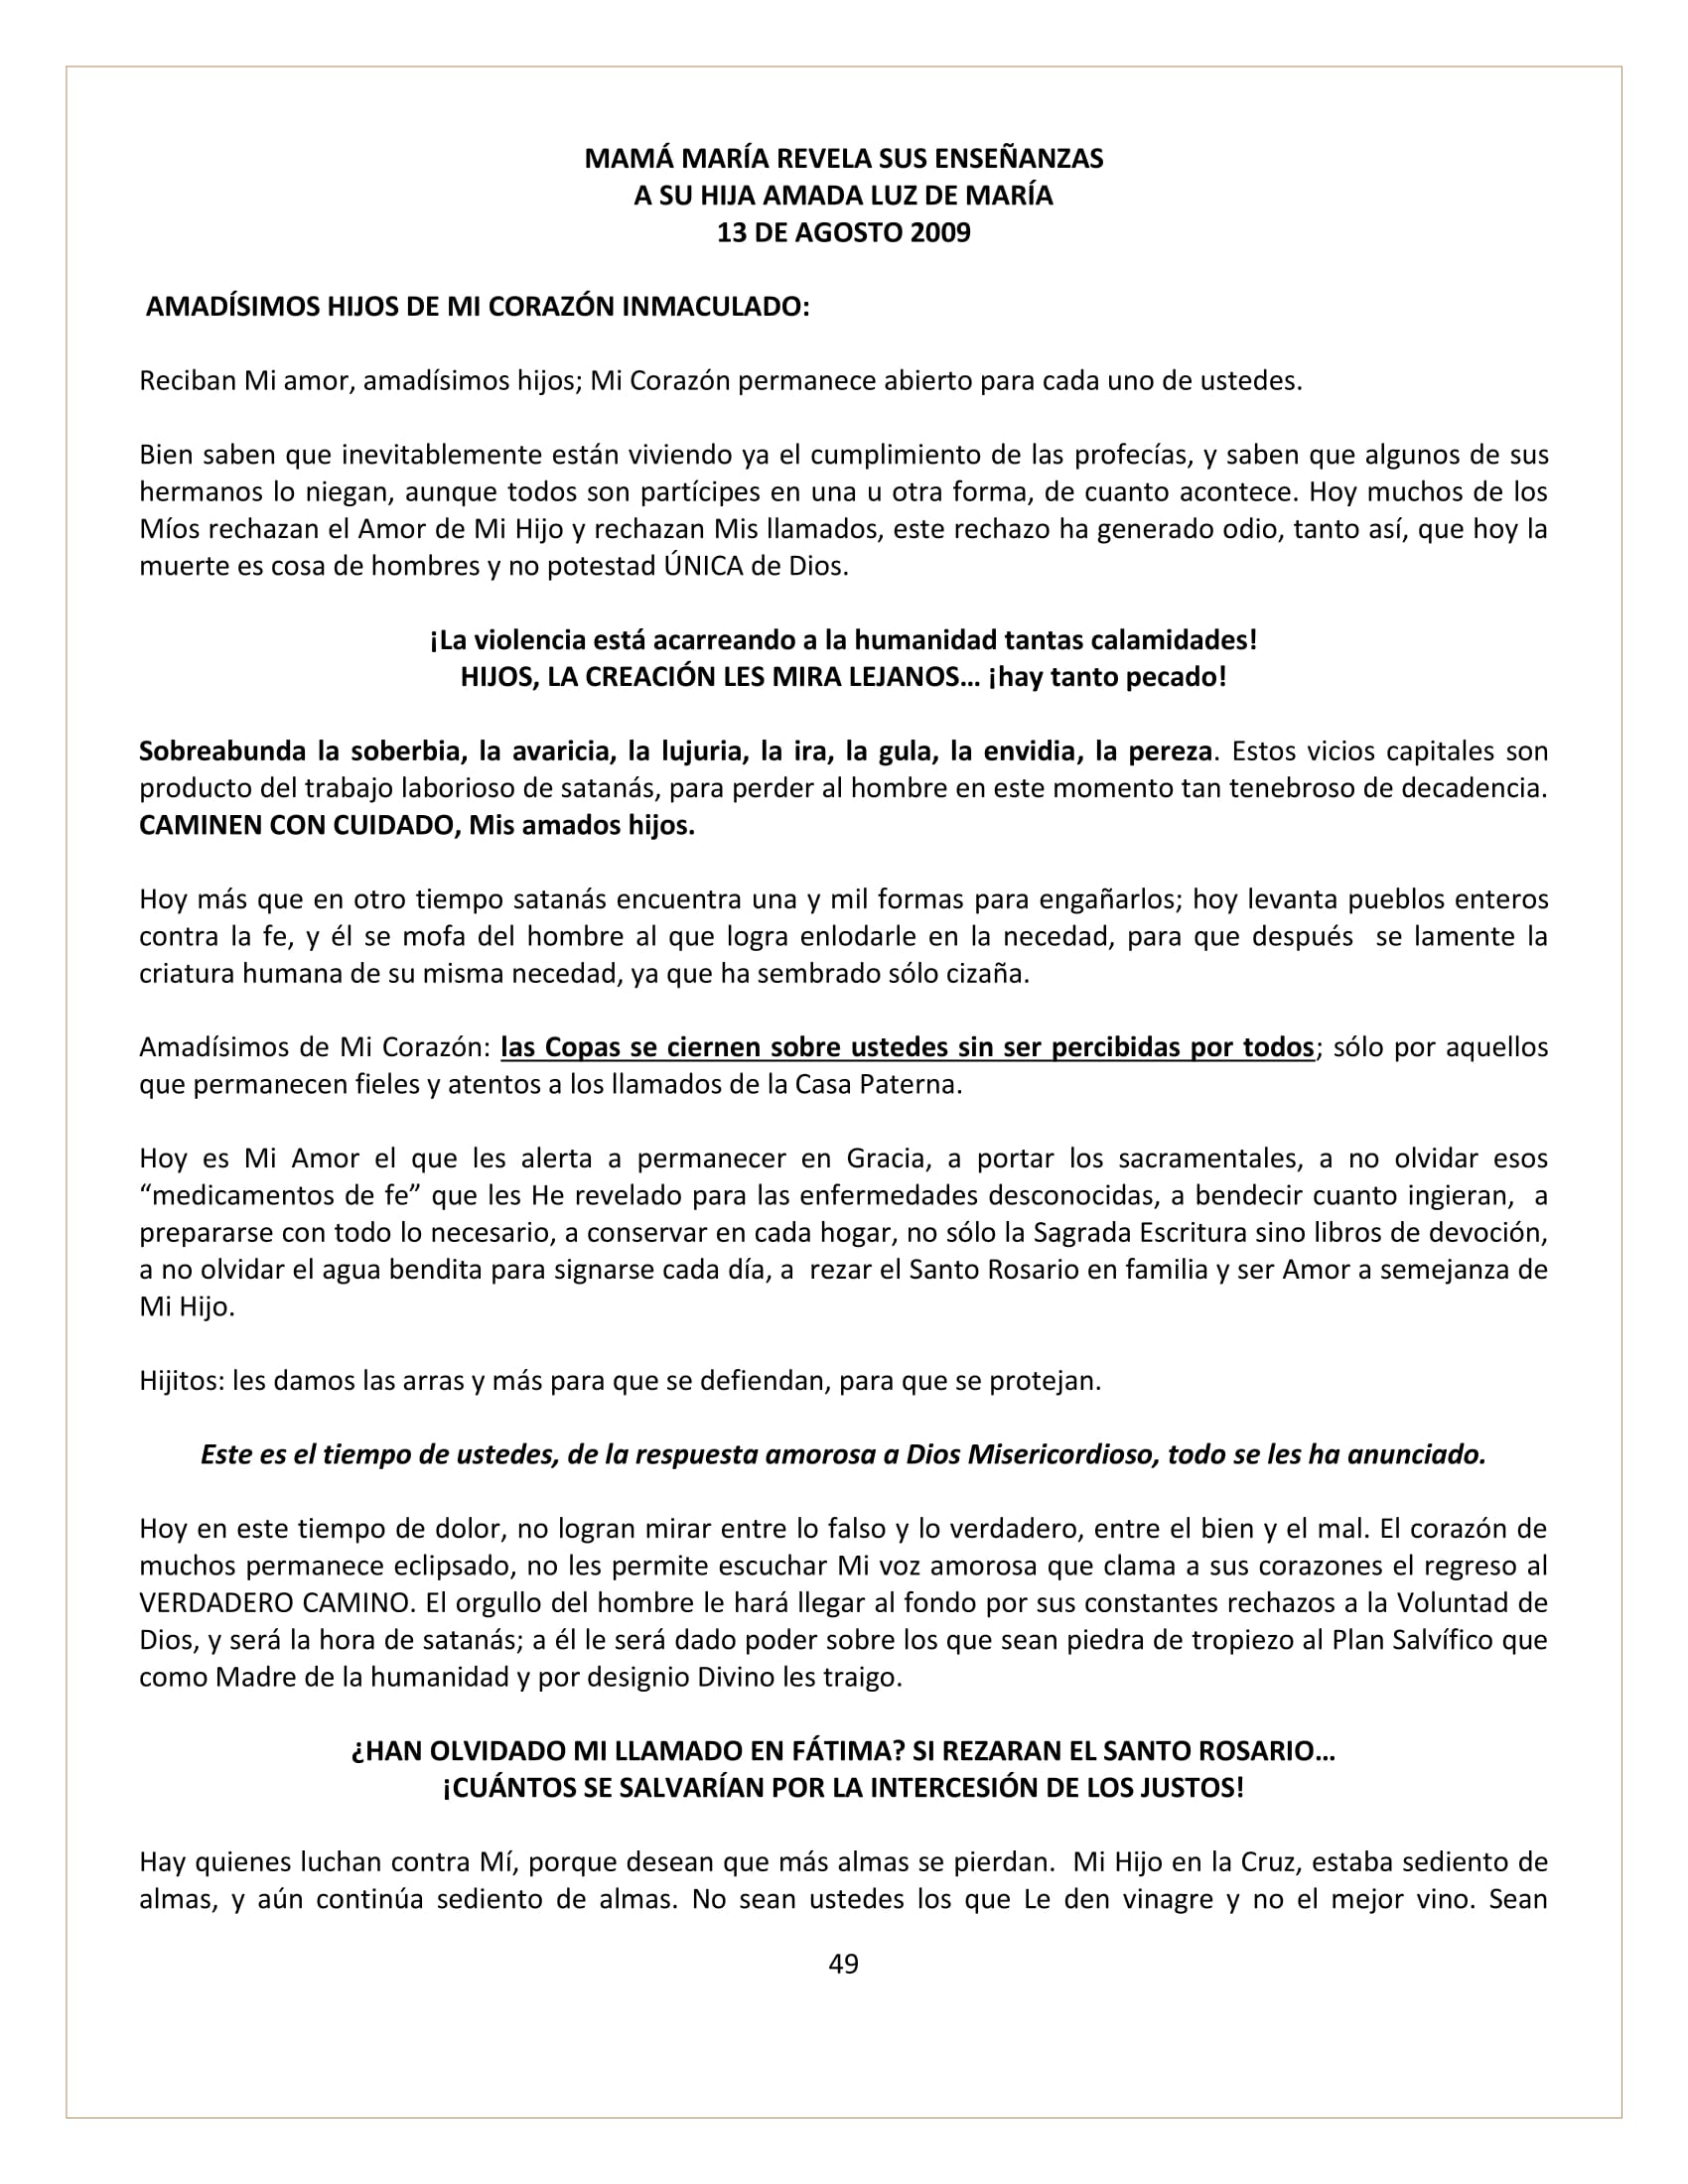 MAMÁ MARÍA REVELA SUS ENSEÑANZAS
A SU HIJA AMADA LUZ DE MARÍA
13 DE AGOSTO 2009
AMADÍSIMOS HIJOS DE MI CORAZÓN INMACULADO:
Reciban Mi amor, amadísimos hijos; Mi Corazón permanece abierto para cada uno de ustedes.
Bien saben que inevitablemente están viviendo ya el cumplimiento de las profecías, y saben que algunos de sus
hermanos lo niegan, aunque todos son partícipes en una u otra forma, de cuanto acontece. Hoy muchos de los
Míos rechazan el Amor de Mi Hijo y rechazan Mis llamados, este rechazo ha generado odio, tanto así, que hoy la
muerte es cosa de hombres y no potestad ÚNICA de Dios.
¡La violencia está acarreando a la humanidad tantas calamidades!
HIJOS, LA CREACIÓN LES MIRA LEJANOS… ¡hay tanto pecado!
Sobreabunda la soberbia, la avaricia, la lujuria, la ira, la gula, la envidia, la pereza. Estos vicios capitales son
producto del trabajo laborioso de satanás, para perder al hombre en este momento tan tenebroso de decadencia.
CAMINEN CON CUIDADO, Mis amados hijos.
Hoy más que en otro tiempo satanás encuentra una y mil formas para engañarlos; hoy levanta pueblos enteros
contra la fe, y él se mofa del hombre al que logra enlodarle en la necedad, para que después se lamente la
criatura humana de su misma necedad, ya que ha sembrado sólo cizaña.
Amadísimos de Mi Corazón: las Copas se ciernen sobre ustedes sin ser percibidas por todos; sólo por aquellos
que permanecen fieles y atentos a los llamados de la Casa Paterna.
Hoy es Mi Amor el que les alerta a permanecer en Gracia, a portar los sacramentales, a no olvidar esos
“medicamentos de fe” que les He revelado para las enfermedades desconocidas, a bendecir cuanto ingieran, a
prepararse con todo lo necesario, a conservar en cada hogar, no sólo la Sagrada Escritura sino libros de devoción,
a no olvidar el agua bendita para signarse cada día, a rezar el Santo Rosario en familia y ser Amor a semejanza de
Mi Hijo.
Hijitos: les damos las arras y más para que se defiendan, para que se protejan.
Este es el tiempo de ustedes, de la respuesta amorosa a Dios Misericordioso, todo se les ha anunciado.
Hoy en este tiempo de dolor, no logran mirar entre lo falso y lo verdadero, entre el bien y el mal. El corazón de
muchos permanece eclipsado, no les permite escuchar Mi voz amorosa que clama a sus corazones el regreso al
VERDADERO CAMINO. El orgullo del hombre le hará llegar al fondo por sus constantes rechazos a la Voluntad de
Dios, y será la hora de satanás; a él le será dado poder sobre los que sean piedra de tropiezo al Plan Salvífico que
como Madre de la humanidad y por designio Divino les traigo.
¿HAN OLVIDADO MI LLAMADO EN FÁTIMA? SI REZARAN EL SANTO ROSARIO…
¡CUÁNTOS SE SALVARÍAN POR LA INTERCESIÓN DE LOS JUSTOS!
Hay quienes luchan contra Mí, porque desean que más almas se pierdan. Mi Hijo en la Cruz, estaba sediento de
almas, y aún continúa sediento de almas. No sean ustedes los que Le den vinagre y no el mejor vino. Sean
49